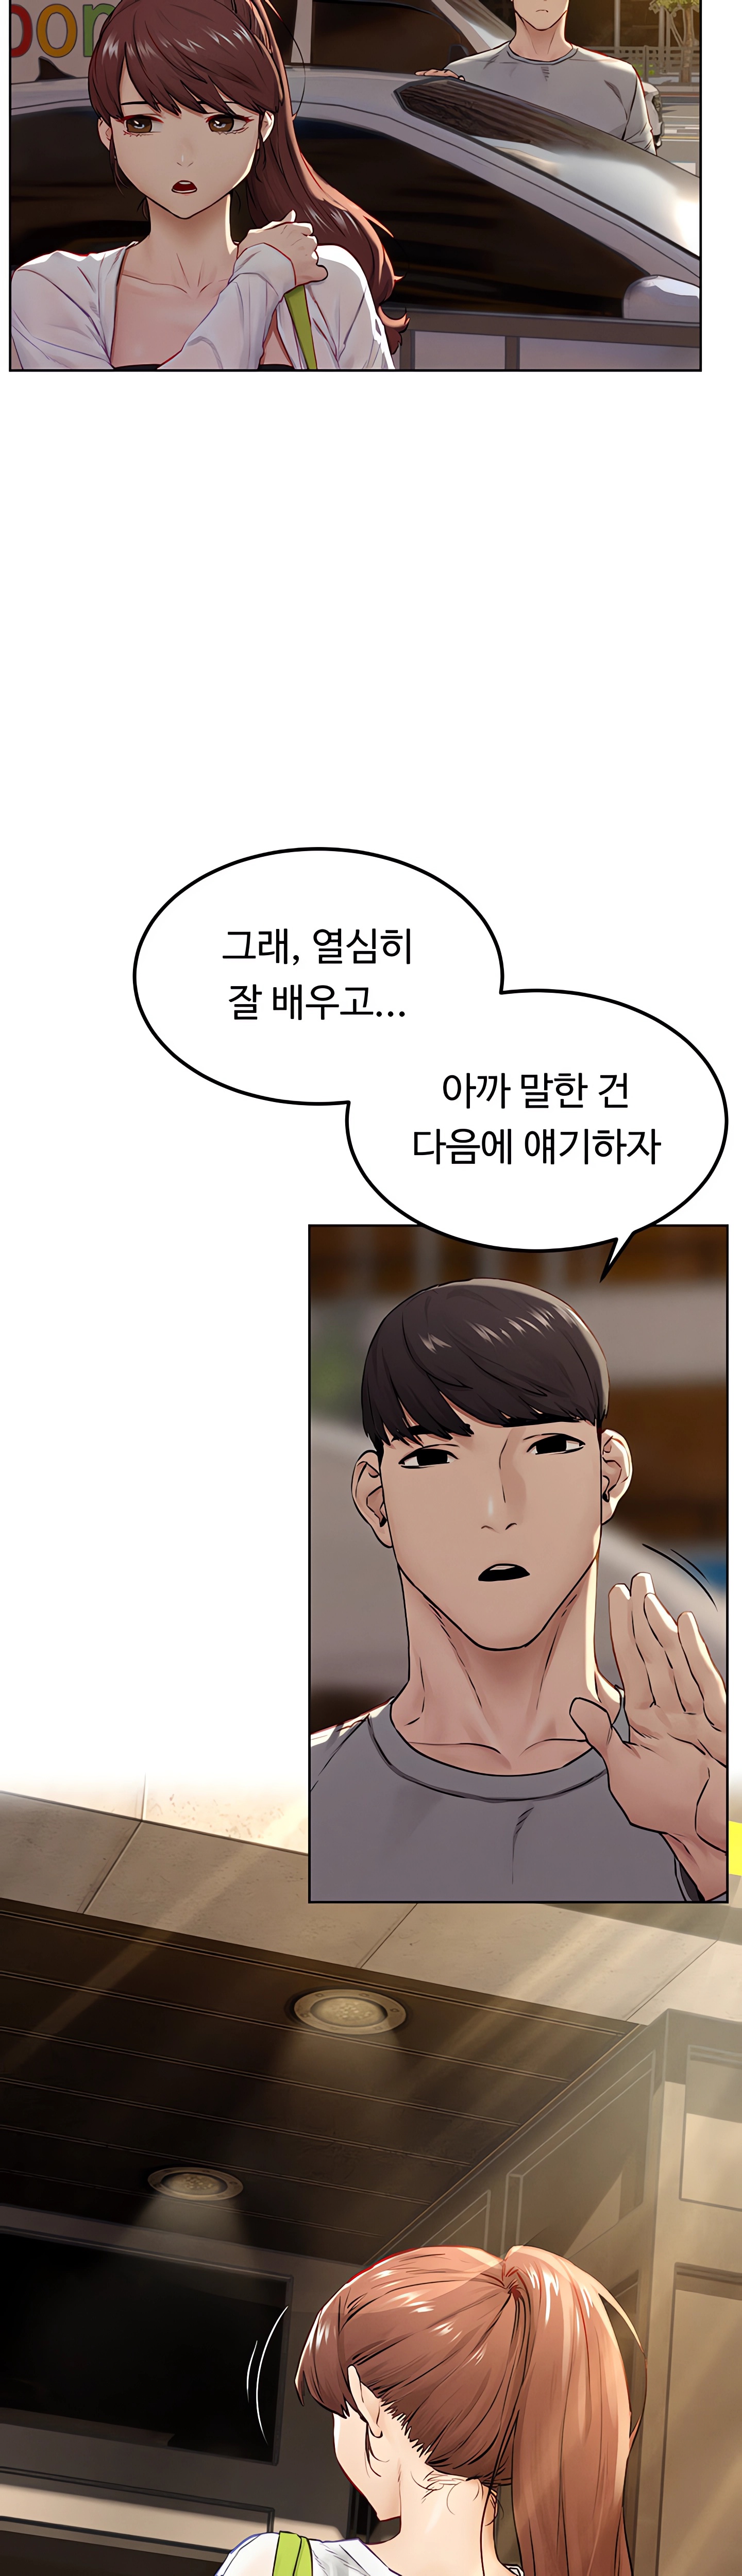 oon
그래, 열심히
잘 배우고...
아까 말한 건
다음에 얘기하자